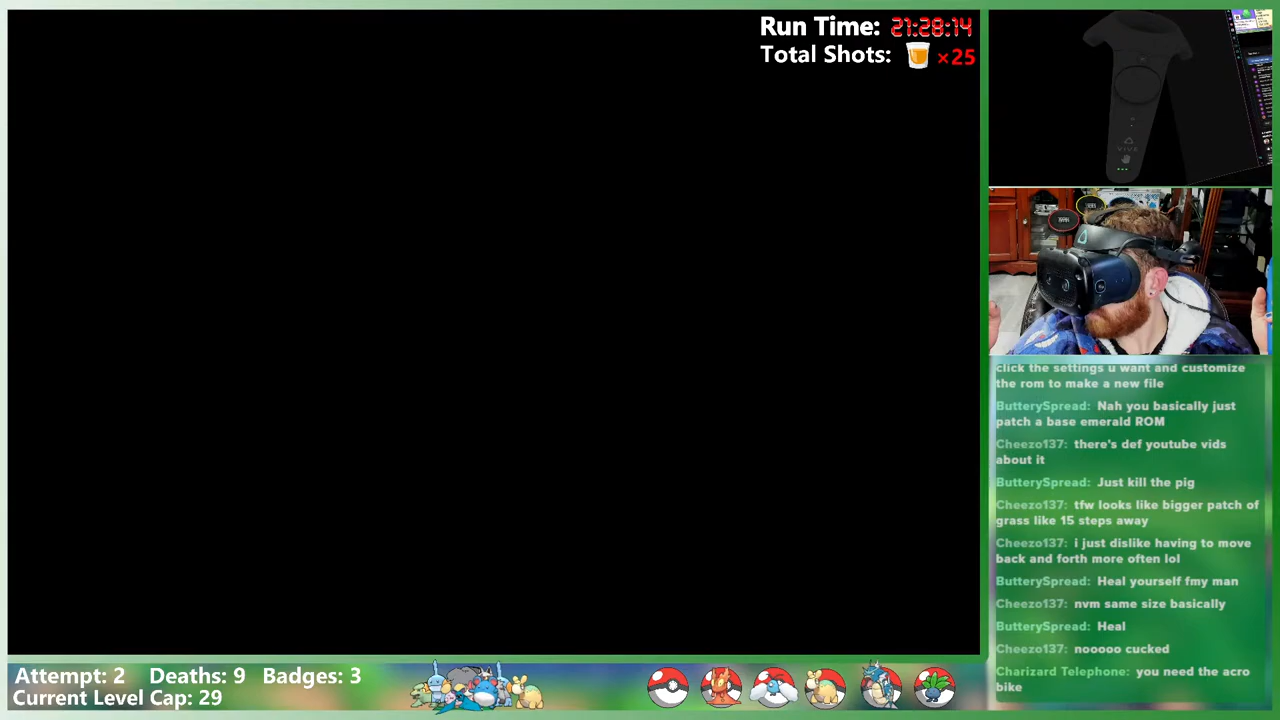 Run Time: 21:28:14
Total Shots: ×25
VIVE
click the settings u want and customize
the rom to make a new file
ButterySpread: Nah you basically just
patch a base emerald ROM
Cheezo137: there's def youtube vids
about it
ButterySpread: Just kill the pig
Cheezo137: tfw looks like bigger patch of
grass like 15 steps away
Cheezo137: i just dislike having to move
back and forth more often lol
ButterySpread: Heal yourself fmy man
Cheezo137: nvm same size basically
ButterySpread: Heal
Cheezo137: nooooo cucked
Charizard Telephone: you need the acro
bike
Attempt: 2 Deaths: 9 Badges: 3
Current Level Cap: 29